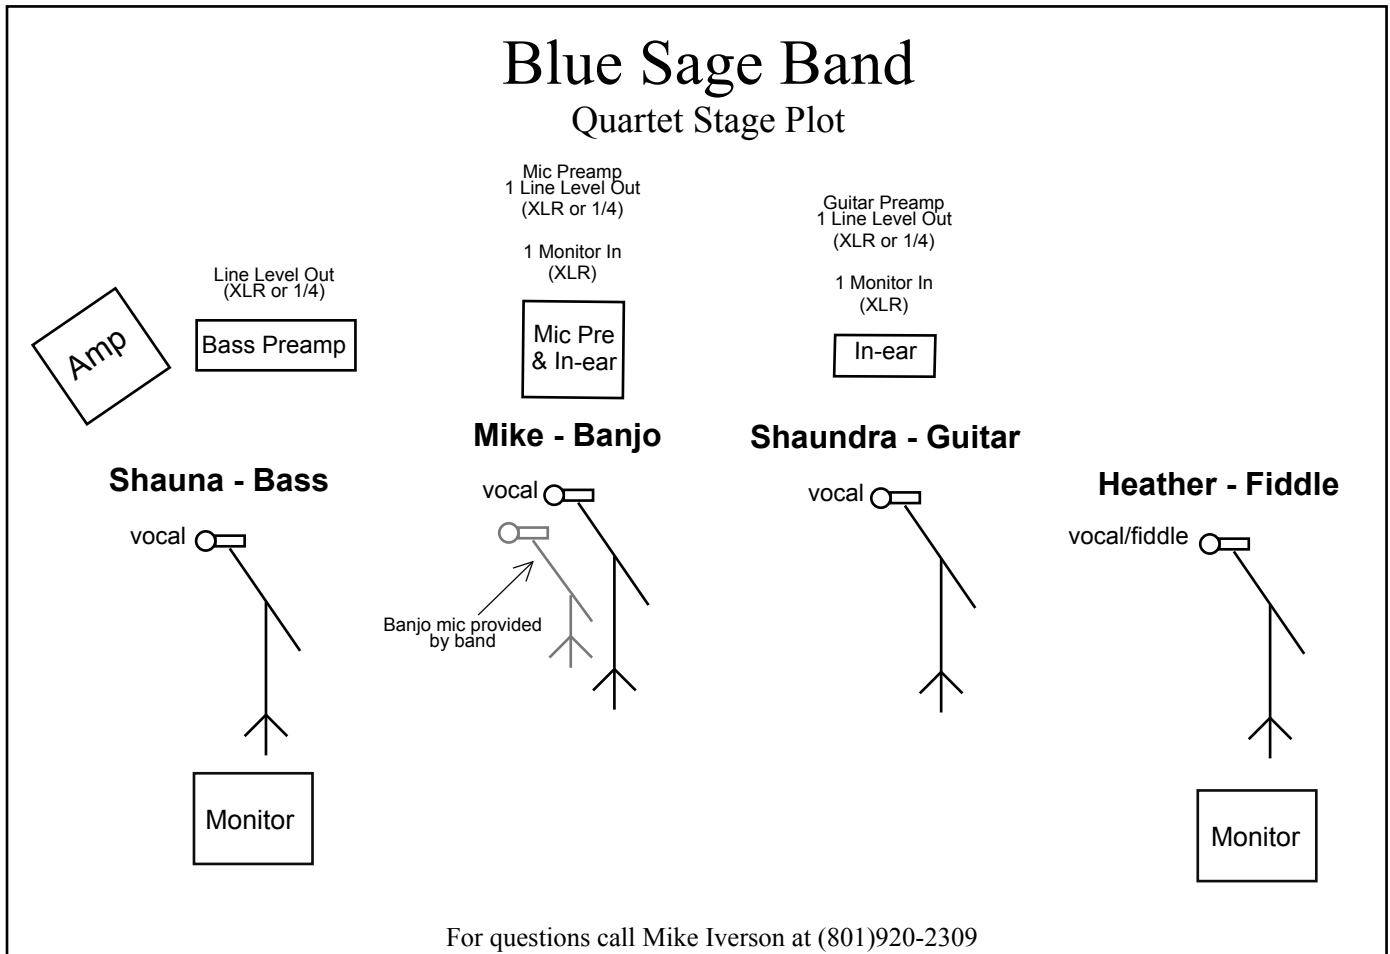 Blue Sage Band
Quartet Stage Plot
Mic Preamp
1 Line Level Out
(XLR or 1/4)
1 Monitor In
(XLR)
Guitar Preamp
1 Line Level Out
(XLR or 1/4)
1 Monitor In
(XLR)
Line Level Out
(XLR or 1/4)
Amp
Bass Preamp
Mic Pre
& In-ear
In-ear
Mike - Banjo
Shaundra - Guitar
Shauna - Bass
Heather - Fiddle
vocal
vocal
vocal
vocal/fiddle
Banjo mic provided
by band
Monitor
Monitor
For questions call Mike Iverson at (801)920-2309